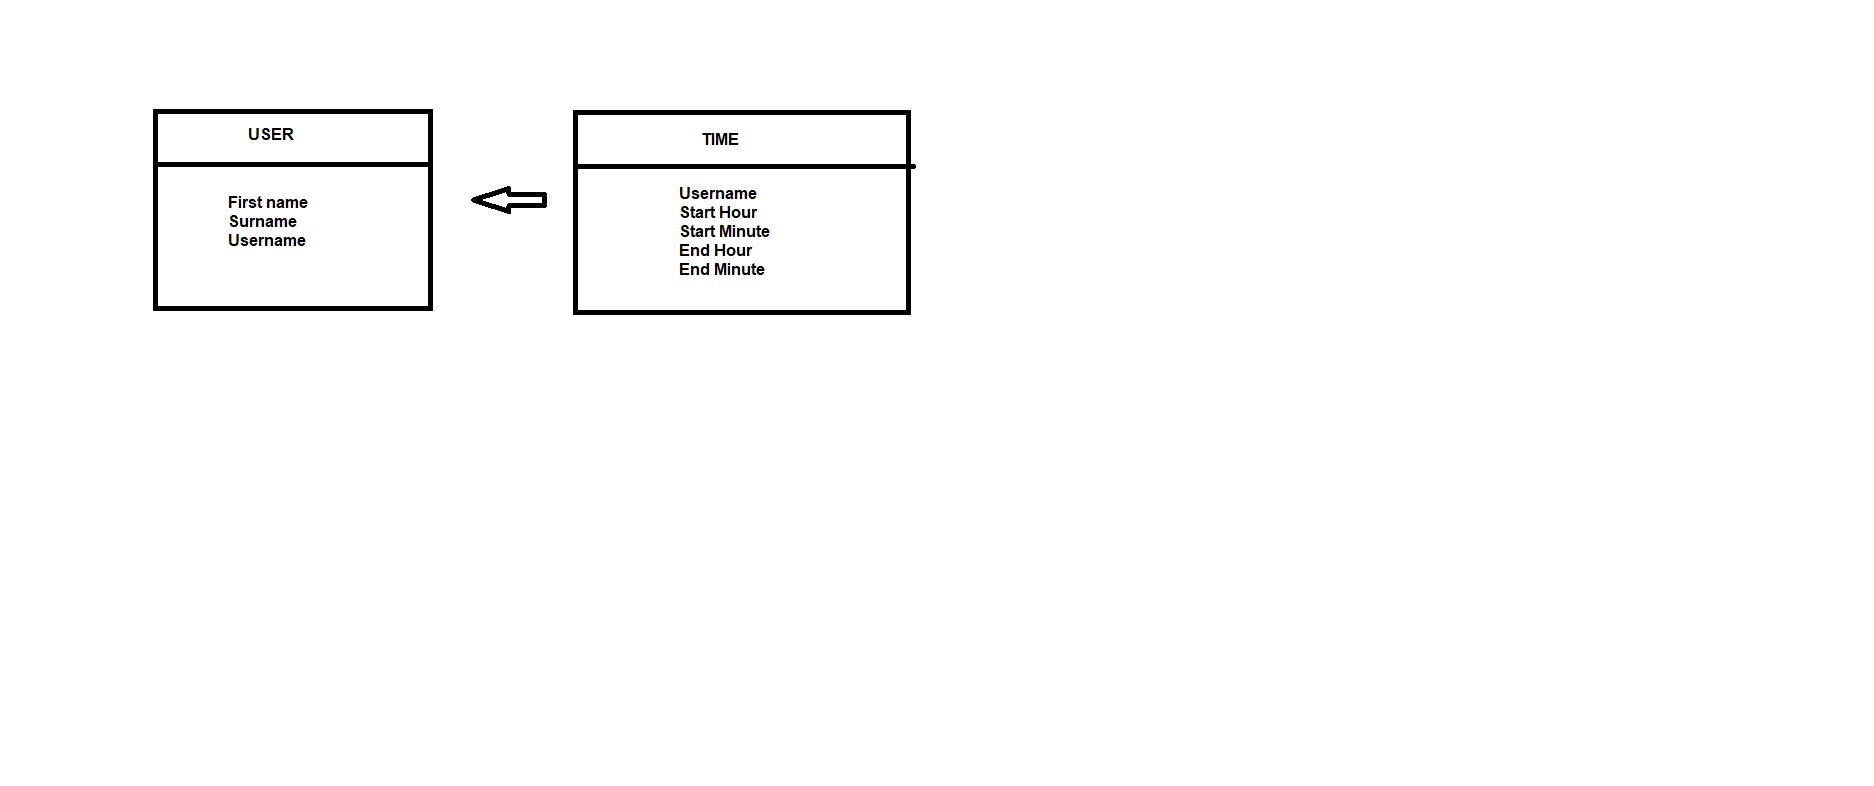 USER
First name
Surname
Username
TIME
Username
Start Hour
Start Minute
End Hour
End Minute